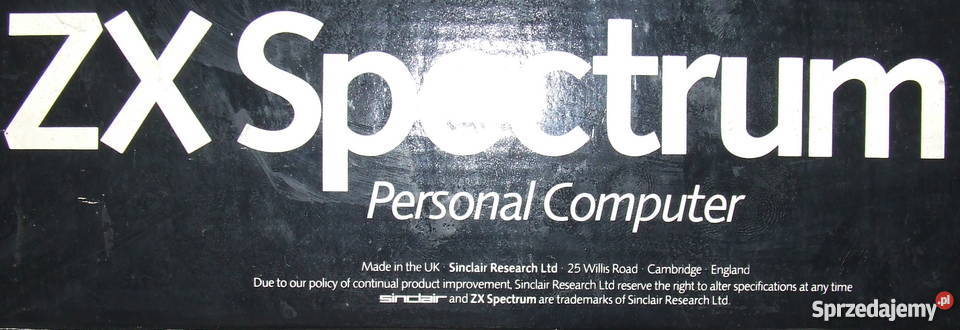 ZX Spectrum
Personal Computer
Made in the UK · Sinclair Research Ltd · 25 Willis Road · Cambridge · England
Due to our policy of continual product improvement, Sinclair Research Ltd reserve the right to alter specifications at any time
sinclair and ZX Spectrum are trademarks of Sinclair Research Ltd.
Sprzedajemy.pl